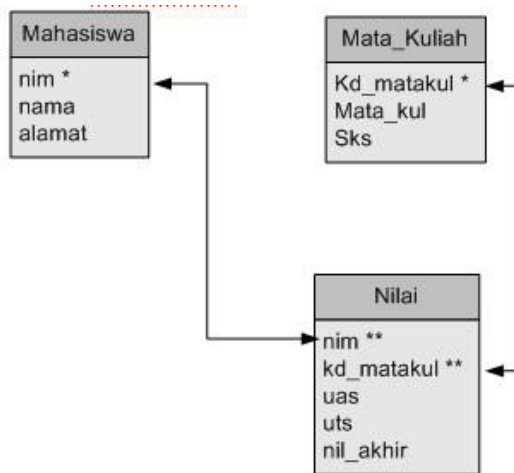 Mahasiswa
nim *
nama
alamat
Mata_Kuliah
Kd_matakul *
Mata_kul
Sks
Nilai
nim **
kd_matakul **
uas
uts
nil_akhir